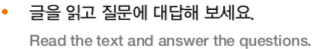 • 글을 읽고 질문에 대답해 보세요.
Read the text and answer the questions.